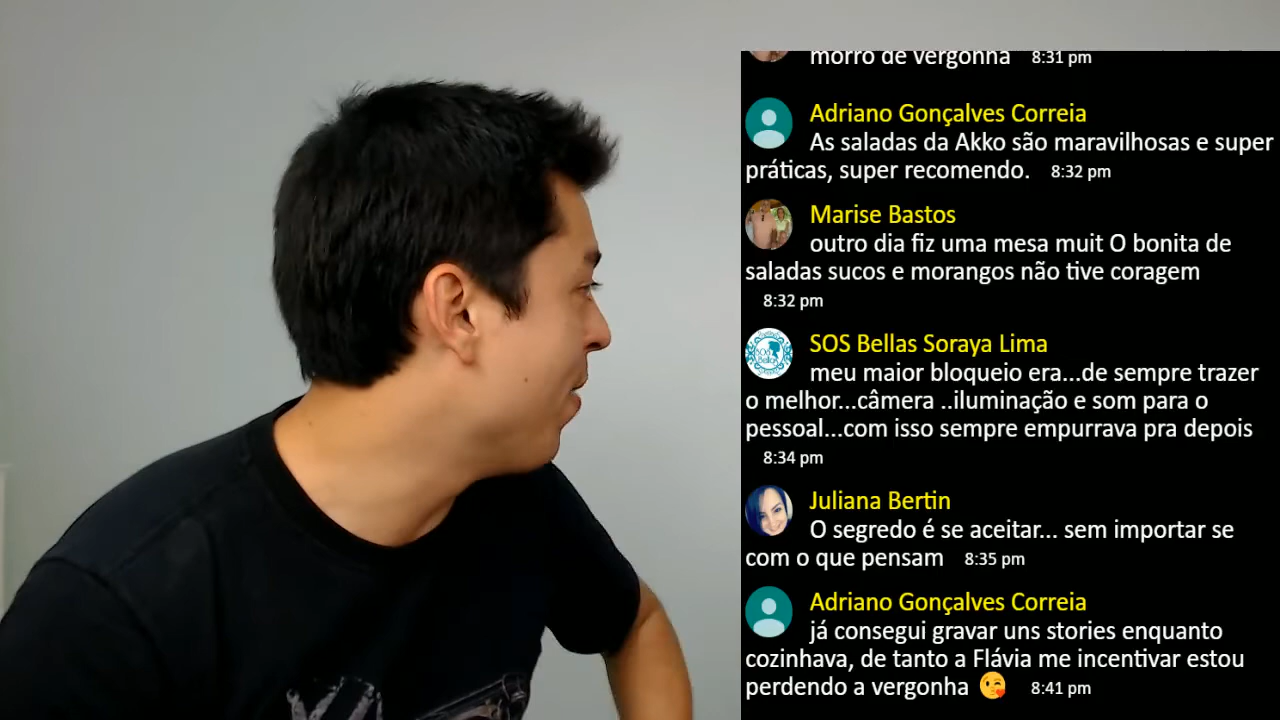 morro de vergonha 8:31 pm
Adriano Gonçalves Correia
As saladas da Akko são maravilhosas e super
práticas, super recomendo. 8:32 pm
Marise Bastos
outro dia fiz uma mesa muit O bonita de
saladas sucos e morangos não tive coragem
8:32 pm
SOS Bellas Soraya Lima
meu maior bloqueio era...de sempre trazer
o melhor...câmera ..iluminação e som para o
pessoal...com isso sempre empurrava pra depois
8:34 pm
Juliana Bertin
O segredo é se aceitar... sem importar se
com o que pensam 8:35 pm
Adriano Gonçalves Correia
já consegui gravar uns stories enquanto
cozinhava, de tanto a Flávia me incentivar estou
perdendo a vergonha 😘 8:41 pm